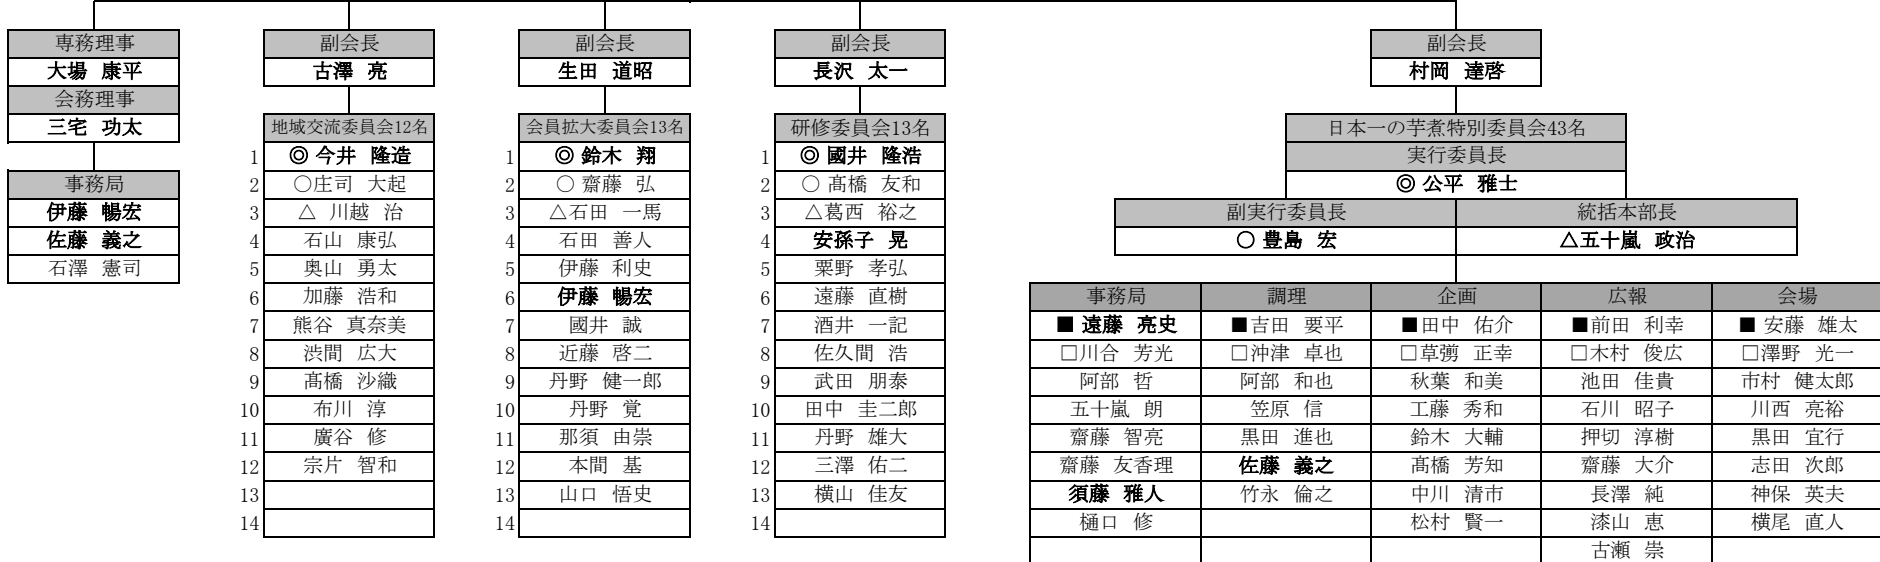 専務理事 副会長 副会長 副会長 副会長
大場 康平 古澤 亮 生田 道昭 長沢 太一 村岡 達啓
会務理事
三宅 功太 地域交流委員会12名 会員拡大委員会13名 研修委員会13名 日本一の芋煮特別委員会43名
1 ◎ 今井 隆造 1 ◎ 鈴木 翔 1 ◎ 國井 隆浩 実行委員長
事務局 2 ○庄司 大起 2 ○ 齋藤 弘 2 ○ 髙橋 友和 ◎ 公平 雅士
伊藤 暢宏 3 △ 川越 治 3 △石田 一馬 3 △葛西 裕之 副実行委員長 統括本部長
佐藤 義之 4 石山 康弘 4 石田 善人 4 安孫子 晃 ○ 豊島 宏 △五十嵐 政治
石澤 憲司 5 奥山 勇太 5 伊藤 利史 5 粟野 孝弘
6 加藤 浩和 6 伊藤 暢宏 6 遠藤 直樹 事務局 調理 企画 広報 会場
7 熊谷 真奈美 7 國井 誠 7 酒井 一記 ■ 遠藤 亮史 ■吉田 要平 ■田中 佑介 ■前田 利幸 ■ 安藤 雄太
8 渋間 広大 8 近藤 啓二 8 佐久間 浩 □川合 芳光 □沖津 卓也 □草彅 正幸 □木村 俊広 □澤野 光一
9 髙橋 沙織 9 丹野 健一郎 9 武田 朋泰 阿部 哲 阿部 和也 秋葉 和美 池田 佳貴 市村 健太郎
10 布川 淳 10 丹野 覚 10 田中 圭二郎 五十嵐 朗 笠原 信 工藤 秀和 石川 昭子 川西 亮裕
11 廣谷 修 11 那須 由崇 11 丹野 雄大 齋藤 智亮 黒田 進也 鈴木 大輔 押切 淳樹 黒田 宜行
12 宗片 智和 12 本間 基 12 三澤 佑二 齋藤 友香理 佐藤 義之 髙橋 芳知 齋藤 大介 志田 次郎
13 13 山口 悟史 13 横山 佳友 須藤 雅人 竹永 倫之 中川 清市 長澤 純 神保 英夫
14 14 14 樋口 修 松村 賢一 漆山 恵 横尾 直人
古瀬 崇